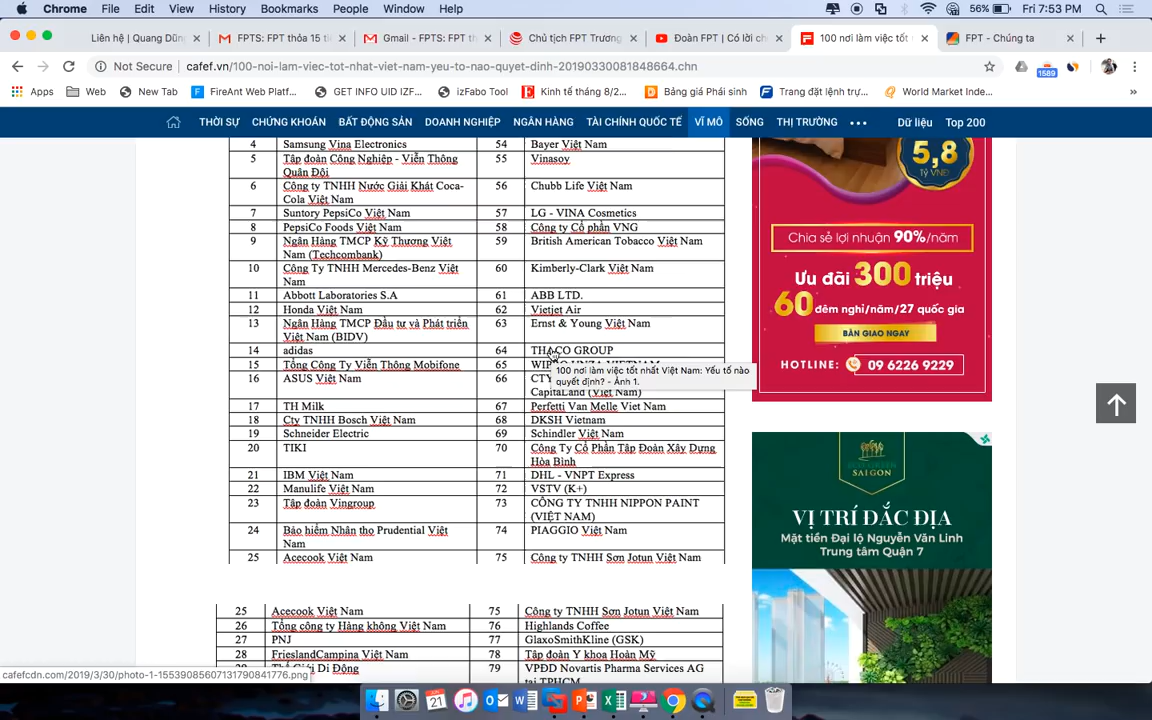 Chrome File Edit View History Bookmarks People Window Help 56% Fri 7:53 PM
Liên hệ | Quang Dũn
FPTS: FPT thỏa 15 ti
Gmail - FPTS: FPT th
Chủ tịch FPT Trương
Đoàn FPT | Có lời ch
100 nơi làm việc tốt
FPT - Chúng ta
Not Secure | cafef.vn/100-noi-lam-viec-tot-nhat-viet-nam-yeu-to-nao-quyet-dinh-20190330081848664.chn
1589
Apps Web New Tab FireAnt Web Platf... GET INFO UID IZF... izFabo Tool Kinh tế tháng 8/2... Bảng giá Phái sinh Trang đặt lệnh trự... World Market Inde... »
THỜI SỰ CHỨNG KHOÁN BẤT ĐỘNG SẢN DOANH NGHIỆP NGÂN HÀNG TÀI CHÍNH QUỐC TẾ VĨ MÔ SỐNG THỊ TRƯỜNG ••• Dữ liệu Top 200
4 Samsung Vina Electronics 54 Bayer Việt Nam
5 Tập đoàn Công Nghiệp - Viễn Thông 55 Vinasoy
Quân Đội
6 Công ty TNHH Nước Giải Khát Coca- 56 Chubb Life Việt Nam
Cola Việt Nam
7 Suntory PepsiCo Việt Nam 57 LG - VINA Cosmetics
8 PepsiCo Foods Việt Nam 58 Công ty Cổ phần VNG
9 Ngân Hàng TMCP Kỹ Thương Việt 59 British American Tobacco Việt Nam
Nam (Techcombank)
10 Công Ty TNHH Mercedes-Benz Việt 60 Kimberly-Clark Việt Nam
Nam
11 Abbott Laboratories S.A 61 ABB LTD.
12 Honda Việt Nam 62 Vietjet Air
13 Ngân Hàng TMCP Đầu tư và Phát triển 63 Ernst & Young Việt Nam
Việt Nam (BIDV)
14 adidas 64 THACO GROUP
15 Tổng Công Ty Viễn Thông Mobifone 65
16 ASUS Việt Nam 66 CTY
CapitaLand (Việt Nam)
100 nơi làm việc tốt nhất Việt Nam: Yếu tố nào
quyết định? - Ảnh 1.
17 TH Milk 67 Perfetti Van Melle Viet Nam
18 Cty TNHH Bosch Việt Nam 68 DKSH Vietnam
19 Schneider Electric 69 Schindler Việt Nam
20 TIKI 70 Công Ty Cổ Phần Tập Đoàn Xây Dựng
Hòa Bình
21 IBM Việt Nam 71 DHL - VNPT Express
22 Manulife Việt Nam 72 VSTV (K+)
23 Tập đoàn Vingroup 73 CÔNG TY TNHH NIPPON PAINT
(VIỆT NAM)
24 Bảo hiểm Nhân thọ Prudential Việt 74 PIAGGIO Việt Nam
Nam
25 Acecook Việt Nam 75 Công ty TNHH Sơn Jotun Việt Nam
25 Acecook Việt Nam 75 Công ty TNHH Sơn Jotun Việt Nam
26 Tổng công ty Hàng không Việt Nam 76 Highlands Coffee
27 PNJ 77 GlaxoSmithKline (GSK)
28 FrieslandCampina Việt Nam 78 Tập đoàn Y khoa Hoàn Mỹ
29 Thế Giới Di Động 79 VPĐD Novartis Pharma Services AG
tại TPHCM
5,8
TỶ VNĐ
Chia sẻ lợi nhuận 90%/năm
Ưu đãi 300 triệu
60 đêm nghỉ/năm/27 quốc gia
BÀN GIAO NGAY
HOTLINE: 09 6226 9229
SAIGON
VỊ TRÍ ĐẮC ĐỊA
Mặt tiền Đại lộ Nguyễn Văn Linh
Trung tâm Quận 7
cafefcdn.com/2019/3/30/photo-1-15539085607131790841776.png
21